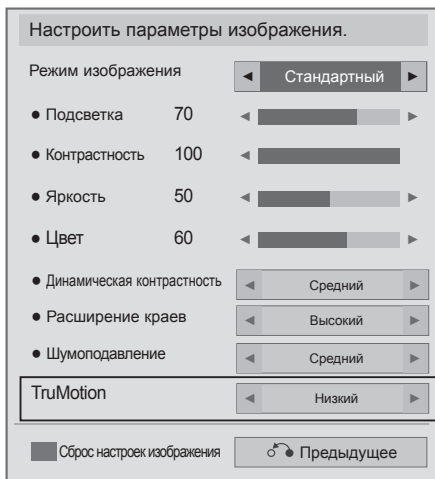 Настроить параметры изображения.
Режим изображения ◄ Стандартный ►
● Подсветка 70 ◄ ►
● Контрастность 100 ◄
● Яркость 50 ◄ ►
● Цвет 60 ◄ ►
● Динамическая контрастность ◄ Средний ►
● Расширение краев ◄ Высокий ►
● Шумоподавление ◄ Средний ►
TruMotion ◄ Низкий ►
Сброс настроек изображения Предыдущее